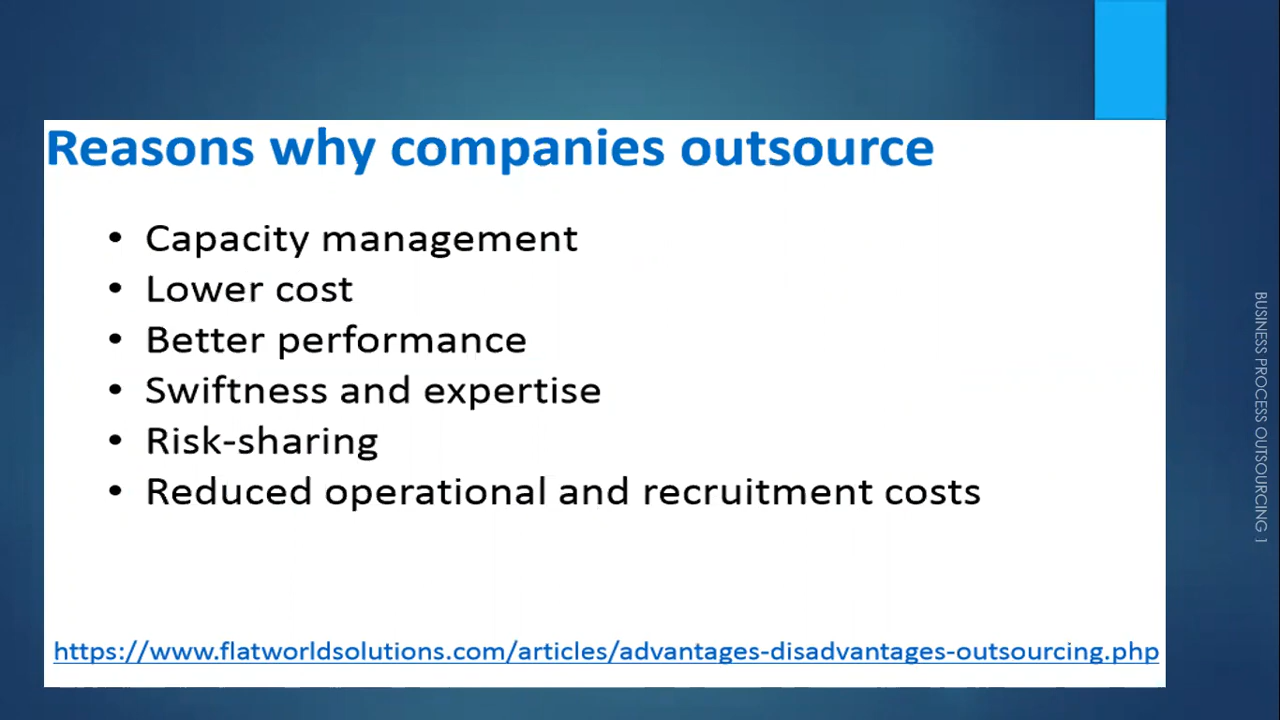 Reasons why companies outsource
• Capacity management
• Lower cost
• Better performance
• Swiftness and expertise
• Risk-sharing
• Reduced operational and recruitment costs
https://www.flatworldsolutions.com/articles/advantages-disadvantages-outsourcing.php
BUSINESS PROCESS OUTSOURCING 1